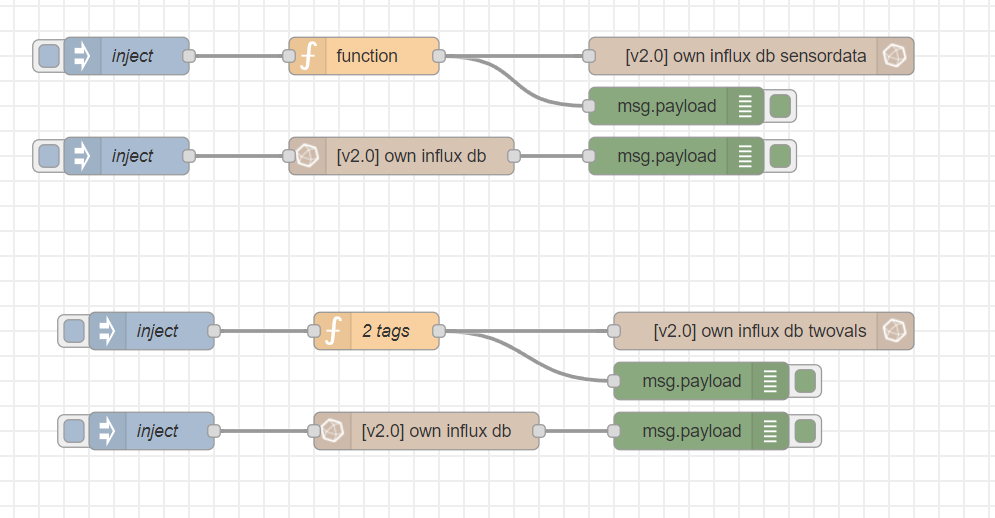 inject
function
[v2.0] own influx db sensordata
msg.payload
inject
[v2.0] own influx db
msg.payload
inject
2 tags
[v2.0] own influx db twovals
msg.payload
inject
[v2.0] own influx db
msg.payload